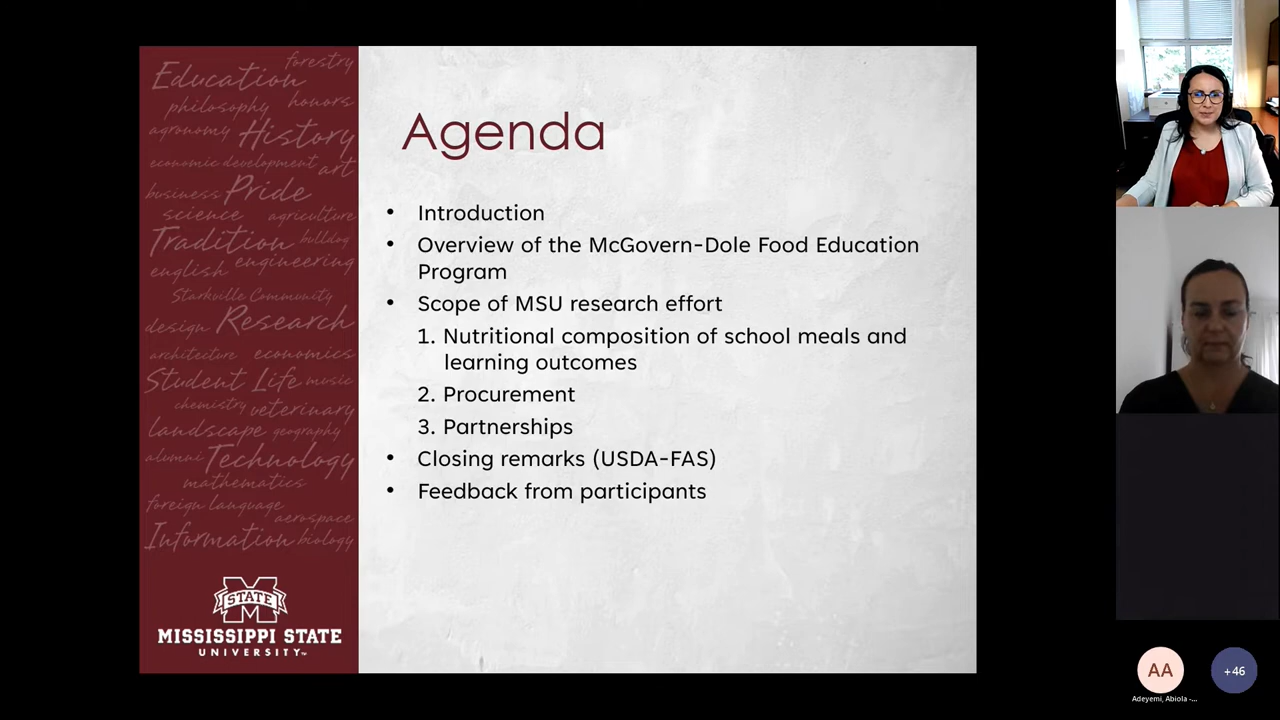 forestry
Education
philosophy honors
agronomy History
economic development art
business Pride
science agriculture
Tradition bulldog
english engineering
Starkville Community
design Research
architecture economics
Student Life music
chemistry veterinary
landscape geography
alumni Technology
mathematics
foreign language
aerospace
Information biology
M
STATE
MISSISSIPPI STATE
UNIVERSITY™
Agenda
• Introduction
• Overview of the McGovern-Dole Food Education
Program
• Scope of MSU research effort
1. Nutritional composition of school meals and
learning outcomes
2. Procurement
3. Partnerships
• Closing remarks (USDA-FAS)
• Feedback from participants
AA
Adeyemi, Abiola -...
+46